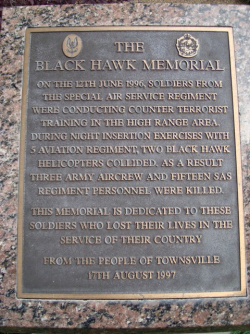 THE
BLACK HAWK MEMORIAL
ON THE 12TH JUNE 1996, SOLDIERS FROM
THE SPECIAL AIR SERVICE REGIMENT
WERE CONDUCTING COUNTER TERRORIST
TRAINING IN THE HIGH RANGE AREA.
DURING NIGHT INSERTION EXERCISES WITH
5 AVIATION REGIMENT, TWO BLACK HAWK
HELICOPTERS COLLIDED. AS A RESULT
THREE ARMY AIRCREW AND FIFTEEN SAS
REGIMENT PERSONNEL WERE KILLED.
THIS MEMORIAL IS DEDICATED TO THESE
SOLDIERS WHO LOST THEIR LIVES IN THE
SERVICE OF THEIR COUNTRY
FROM THE PEOPLE OF TOWNSVILLE
17TH AUGUST 1997